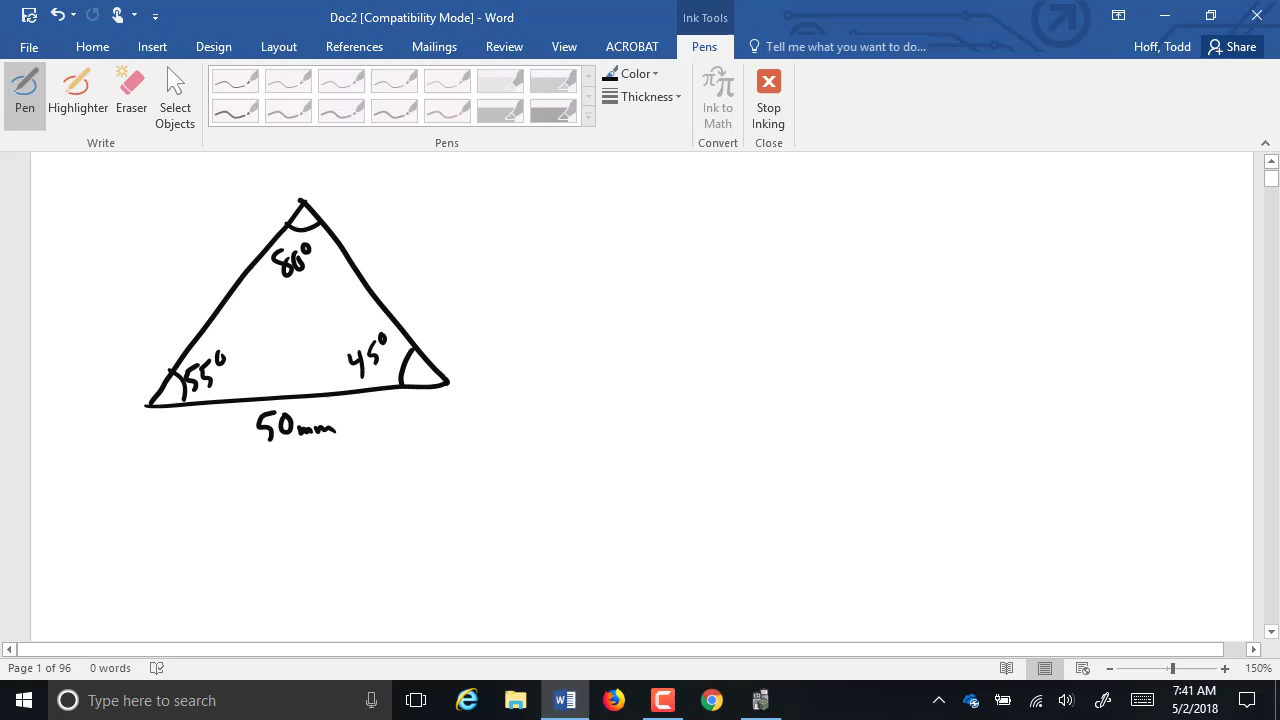 Doc2 [Compatibility Mode] - Word
Ink Tools
File Home Insert Design Layout References Mailings Review View ACROBAT Pens Tell me what you want to do... Hoff, Todd Share
Pen Highlighter Eraser Select Objects
Color
Thickness
Ink to Math
Stop Inking
Write Pens Convert Close
80°
55° 45°
50mm
Page 1 of 96 0 words 150%
Type here to search
7:41 AM
5/2/2018